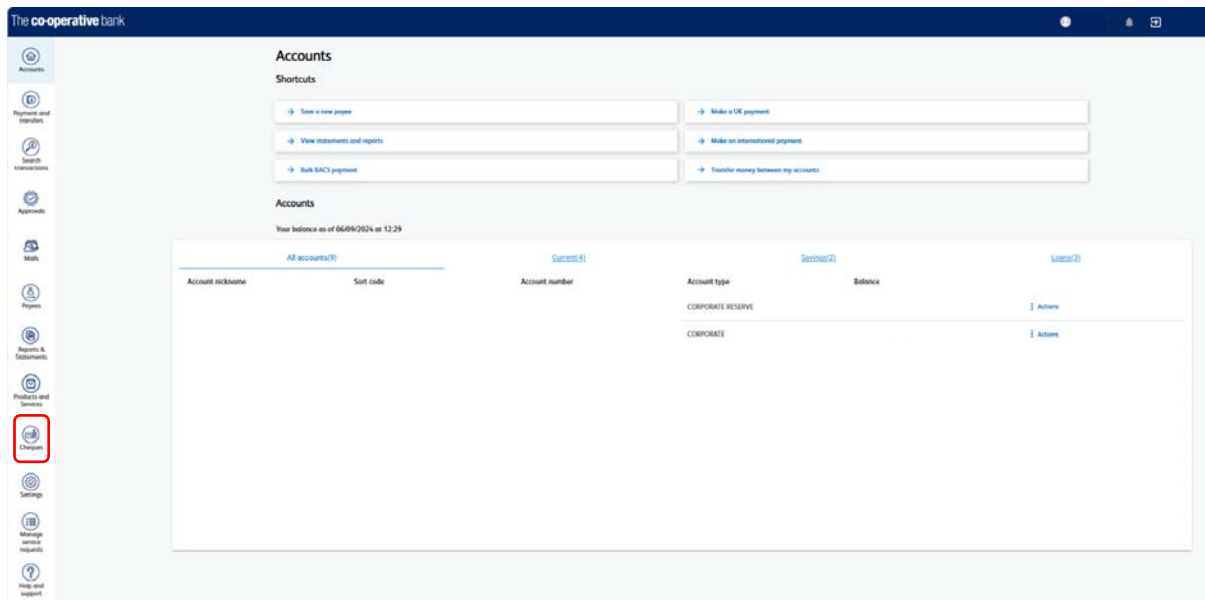 The co-operative bank
Accounts
Payment and
transfers
Search
transactions
Approvals
Mails
Payees
Reports &
Statements
Products and
Services
Cheques
Settings
Manage
service
requests
Help and
support
Accounts
Shortcuts
Save a new payee
Make a UK payment
View statements and reports
Make an international payment
Bulk BACS payment
Transfer money between my accounts
Accounts
Your balance as of 06/09/2024 at 12:29
All accounts(9) Current(4) Savings(2) Loans(3)
Account nickname Sort code Account number Account type Balance
CORPORATE RESERVE Actions
CORPORATE Actions